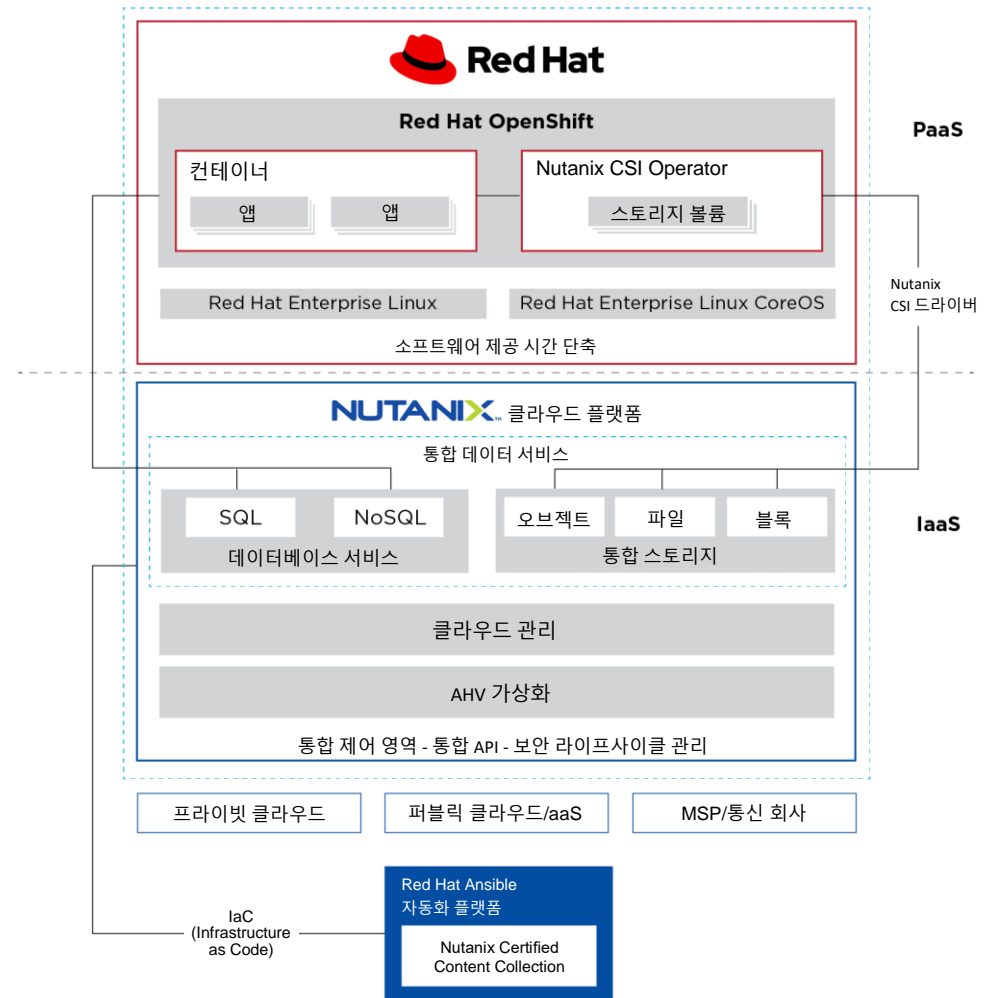 Red Hat
Red Hat OpenShift
PaaS
컨테이너
앱
앱
Nutanix CSI Operator
스토리지 볼륨
Nutanix
CSI 드라이버
Red Hat Enterprise Linux
Red Hat Enterprise Linux CoreOS
소프트웨어 제공 시간 단축
NUTANIX™ 클라우드 플랫폼
통합 데이터 서비스
SQL
NoSQL
데이터베이스 서비스
오브젝트
파일
블록
통합 스토리지
IaaS
클라우드 관리
AHV 가상화
통합 제어 영역 - 통합 API - 보안 라이프사이클 관리
프라이빗 클라우드
퍼블릭 클라우드/aaS
MSP/통신 회사
IaC
(Infrastructure
as Code)
Red Hat Ansible
자동화 플랫폼
Nutanix Certified
Content Collection